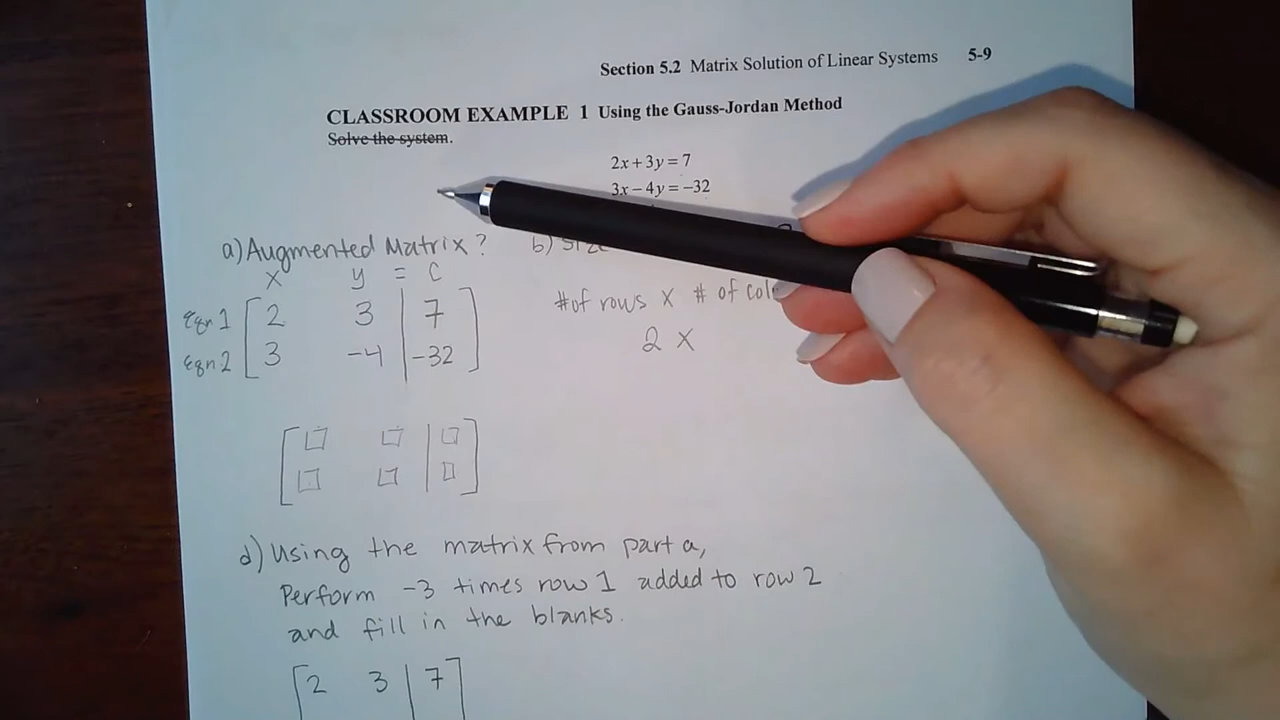 Section 5.2 Matrix Solution of Linear Systems 5-9
CLASSROOM EXAMPLE 1 Using the Gauss-Jordan Method
Solve the system.
2x + 3y = 7
3x – 4y = –32
a) Augmented Matrix? b) Size
x y = C
Eqn 1 2 3 7
Eqn 2 3 -4 -32
#of rows X # of col
2 X
d) Using the matrix from part a,
Perform -3 times row 1 added to row 2
and fill in the blanks.
2 3 7